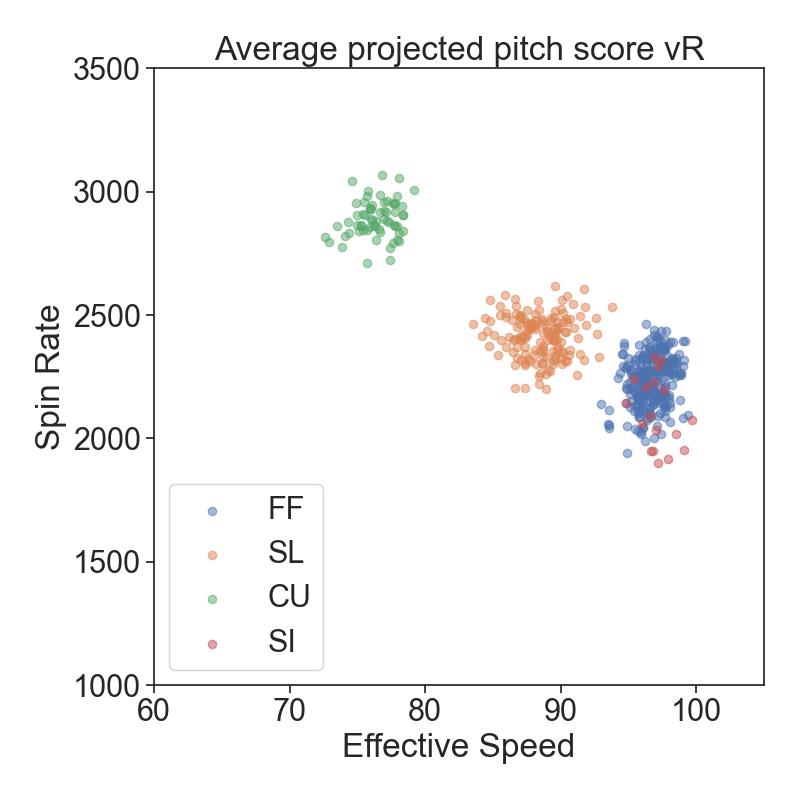 Average projected pitch score vR
3500
3000
2500
2000
1500
1000
Spin Rate
FF
SL
CU
SI
60 70 80 90 100
Effective Speed